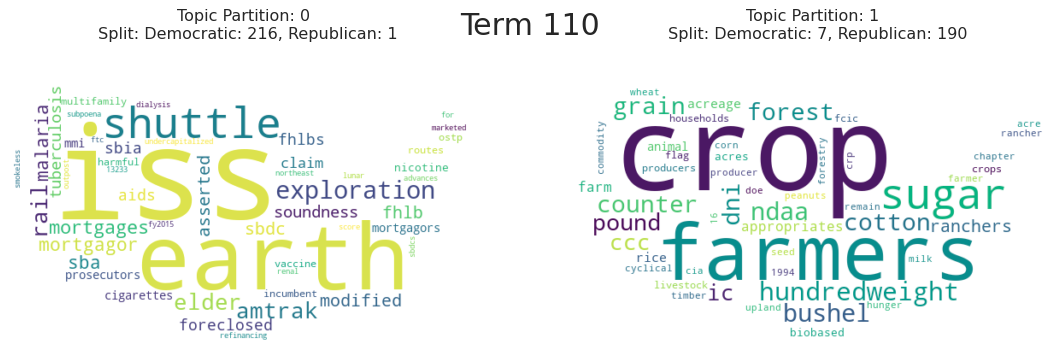 Term 110
Topic Partition: 0
Split: Democratic: 216, Republican: 1
multifamily
dialysis
subpoena
shuttle
for
marketed
ostp
tuberculosis
malaria
rail
mmi
ftc
undercapitalized
sbia
fhlbs
routes
iss
harmful
13233
claim
northeast
lunar
nicotine
advances
smokeless
outpost
aids
asserted
exploration
fhlb
soundness
mortgages
fy2015
sbdc
score
mortgagors
mortgagor
earth
sbdcs
sba
vaccine
renal
prosecutors
cigarettes
elder
incumbent
modified
amtrak
foreclosed
refinancing
Topic Partition: 1
Split: Democratic: 7, Republican: 190
wheat
grain
acreage
forest
fcic
households
acre
rancher
commodity
crop
animal
flag
corn
acres
forestry
crp
producers
producer
chapter
crops
farm
doe
peanuts
farmer
sugar
counter
dni
ndaa
remain
pound
16
appropriates
cotton
ranchers
ccc
farmers
rice
seed
milk
cyclical
cia
1994
livestock
timber
ic
hundredweight
upland
bushel
hunger
biobased